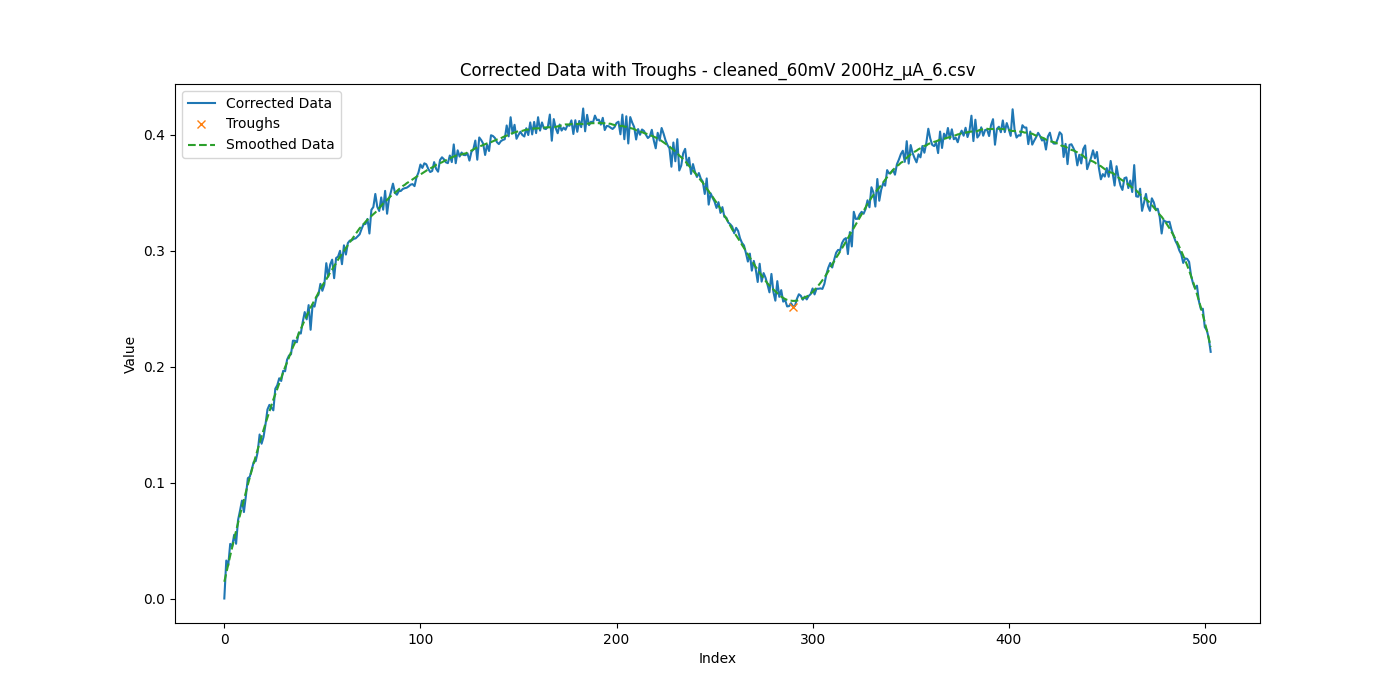 Corrected Data with Troughs - cleaned_60mV 200Hz_µA_6.csv
Corrected Data
Troughs
Smoothed Data
Value
0.4
0.3
0.2
0.1
0.0
0 100 200 300 400 500
Index